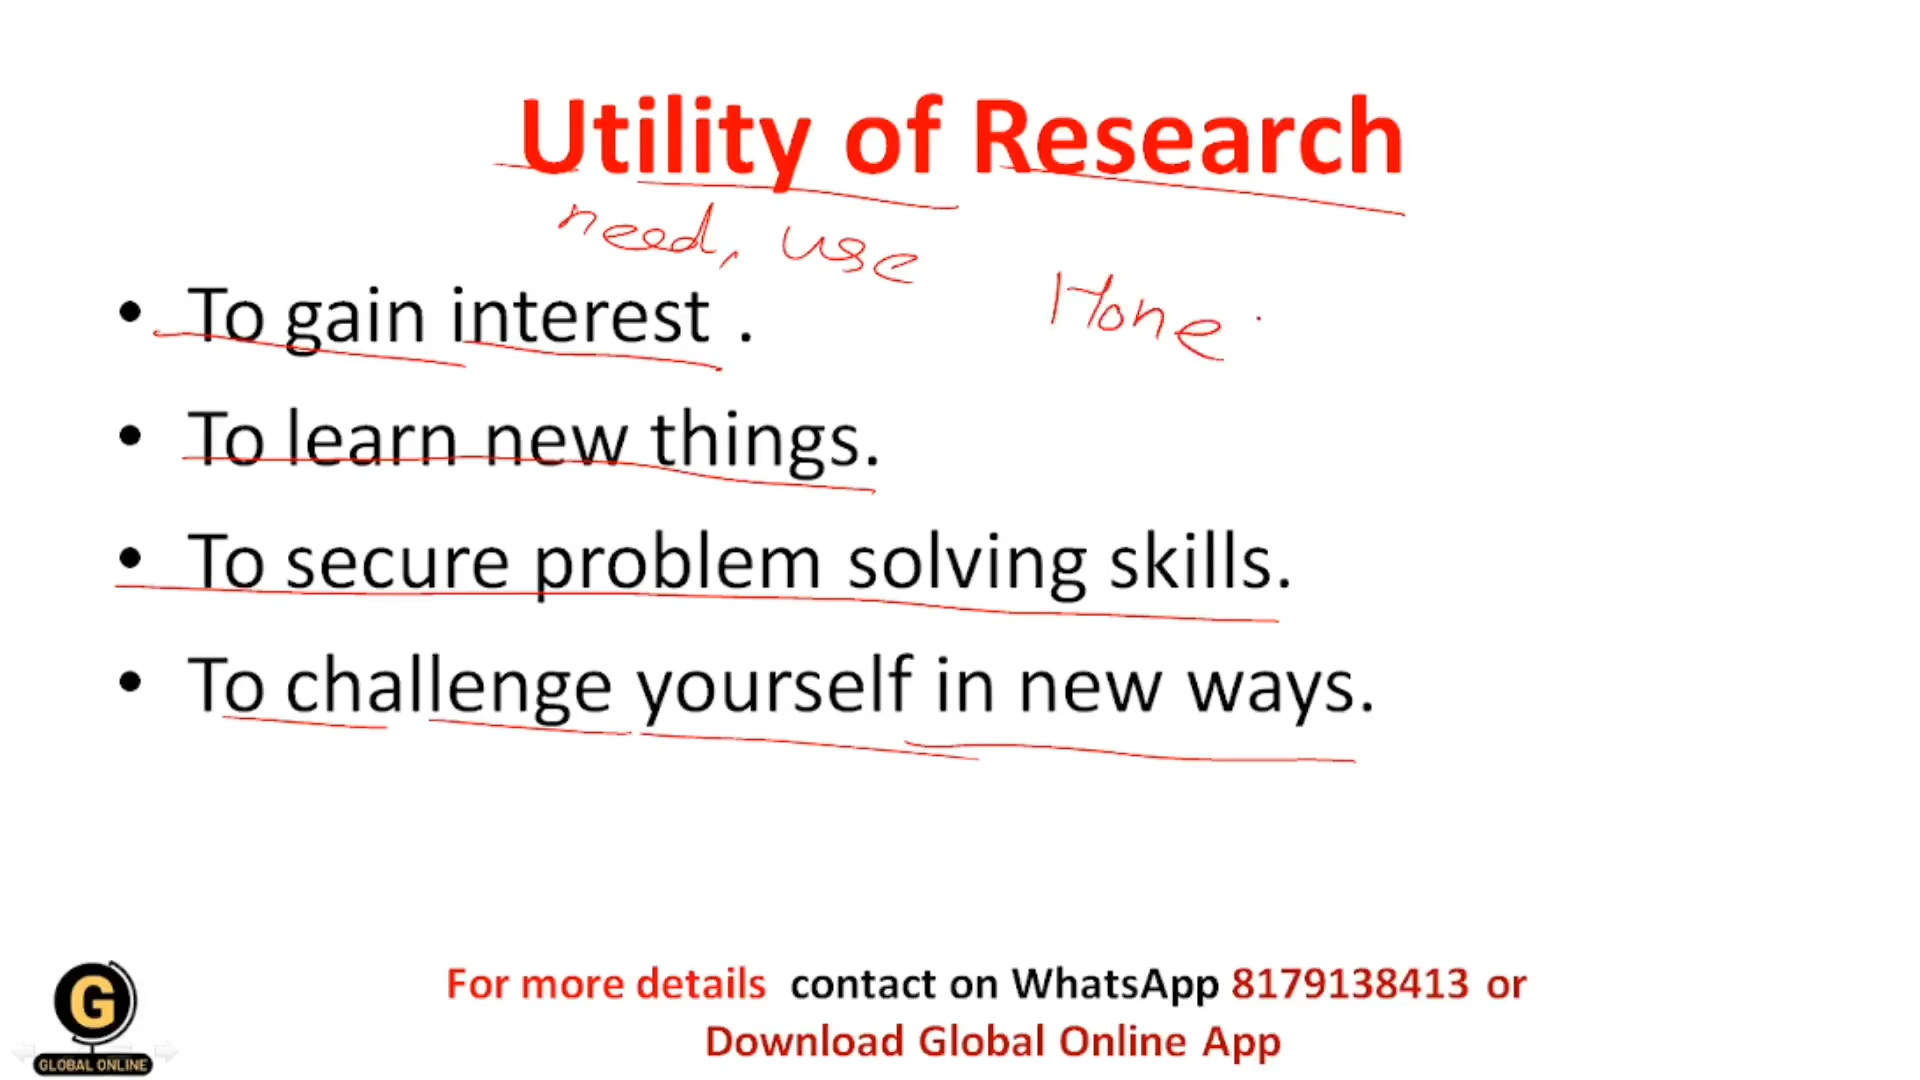 Utility of Research
need, use
Hone
• To gain interest .
• To learn new things.
• To secure problem solving skills.
• To challenge yourself in new ways.
For more details contact on WhatsApp 8179138413 or
Download Global Online App
G
GLOBAL ONLINE